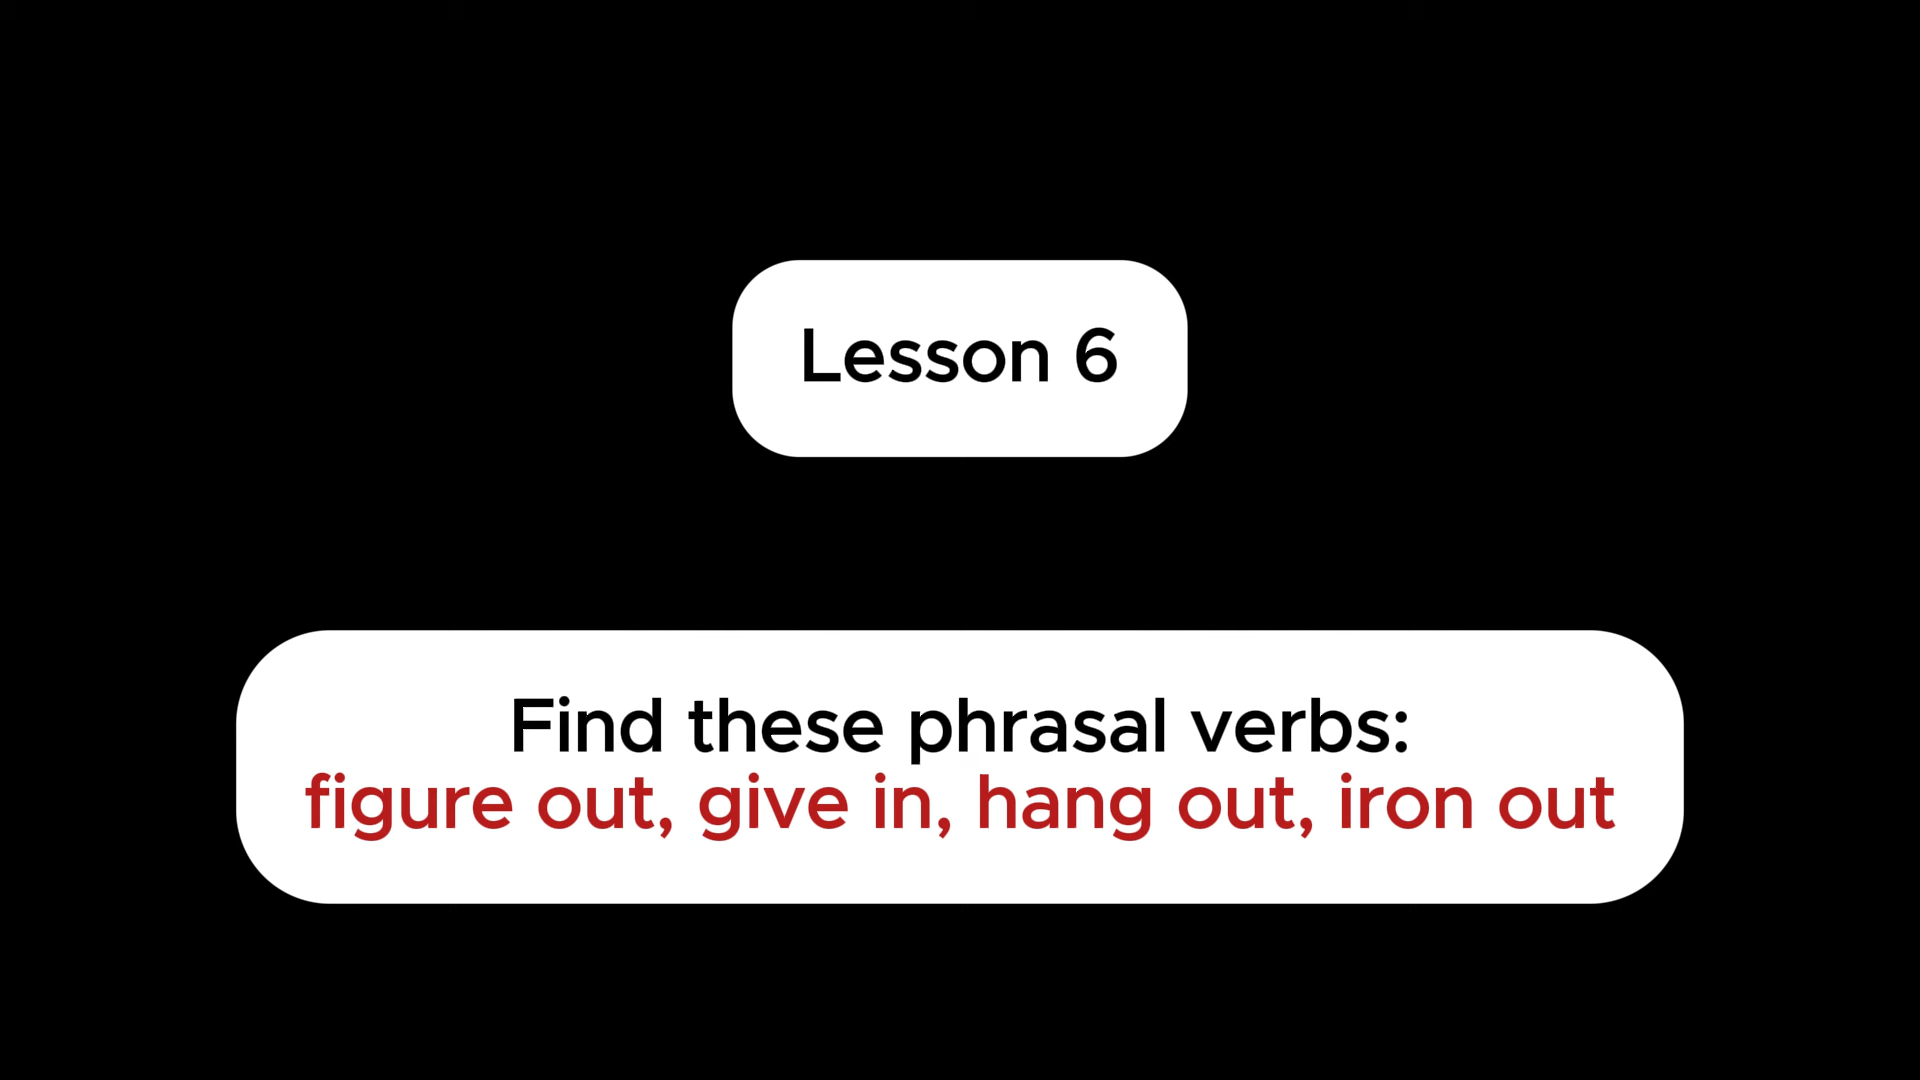 Lesson 6
Find these phrasal verbs:
figure out, give in, hang out, iron out